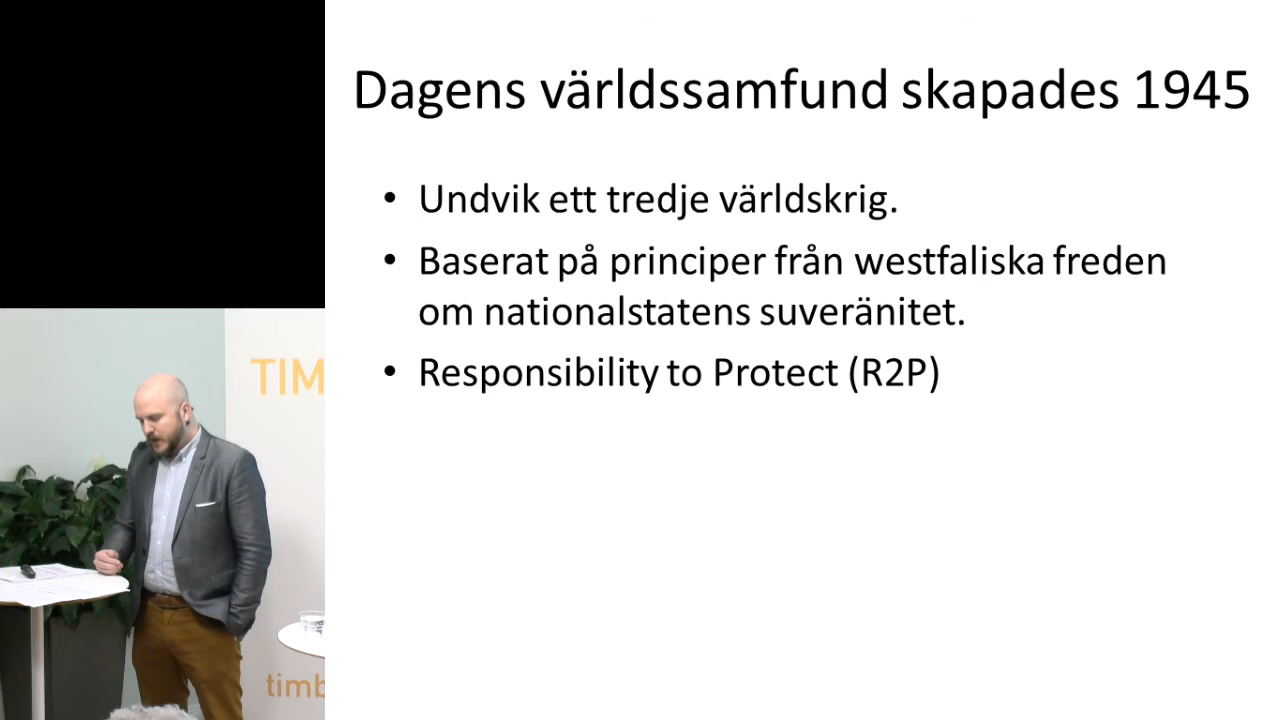 Dagens världssamfund skapades 1945
• Undvik ett tredje världskrig.
• Baserat på principer från westfaliska freden
om nationalstatens suveränitet.
• Responsibility to Protect (R2P)
TIM
timb